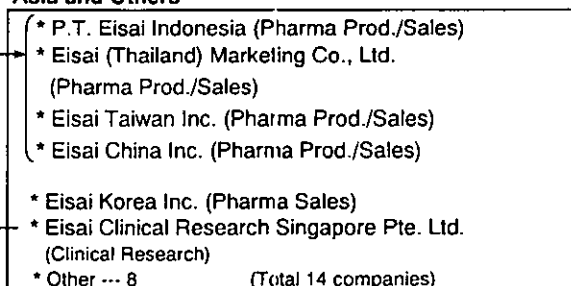 Asia and Others
* P.T. Eisai Indonesia (Pharma Prod./Sales)
* Eisai (Thailand) Markeling Co., Ltd.
(Pharma Prod./Sales)
* Eisai Taiwan Inc. (Pharma Prod./Sales)
* Eisai China Inc. (Pharma Prod./Sales)
* Eisai Korea Inc. (Pharma Sales)
* Eisai Clinical Research Singapore Pte. Ltd.
(Clinical Research)
* Other --- 8 (Total 14 companies)